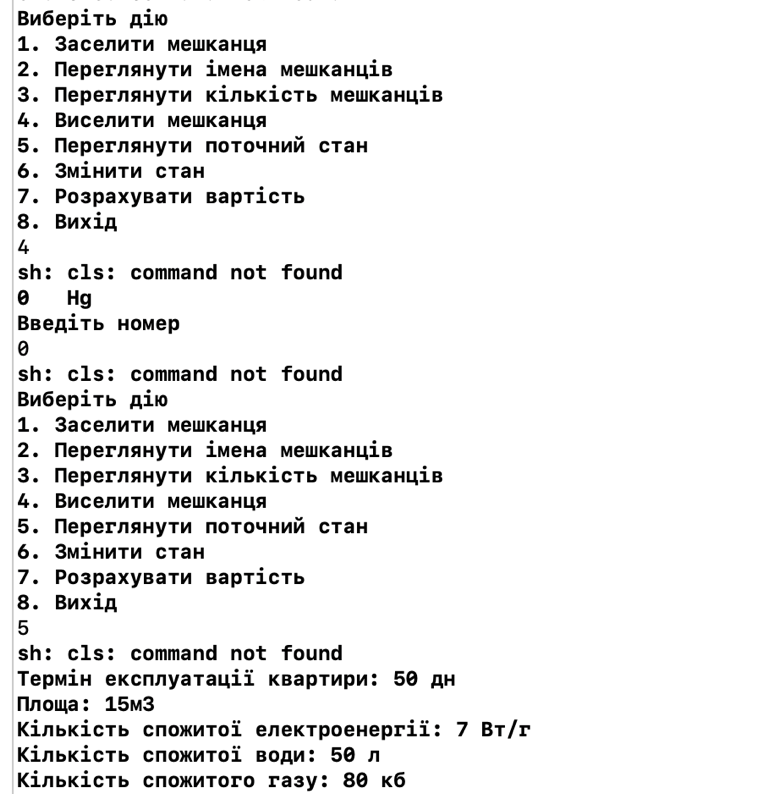 Виберіть дію
1. Заселити мешканця
2. Переглянути імена мешканців
3. Переглянути кількість мешканців
4. Виселити мешканця
5. Переглянути поточний стан
6. Змінити стан
7. Розрахувати вартість
8. Вихід
4
sh: cls: command not found
0   Hg
Введіть номер
0
sh: cls: command not found
Виберіть дію
1. Заселити мешканця
2. Переглянути імена мешканців
3. Переглянути кількість мешканців
4. Виселити мешканця
5. Переглянути поточний стан
6. Змінити стан
7. Розрахувати вартість
8. Вихід
5
sh: cls: command not found
Термін експлуатації квартири: 50 дн
Площа: 15м3
Кількість спожитої електроенергії: 7 Вт/г
Кількість спожитої води: 50 л
Кількість спожитого газу: 80 кб